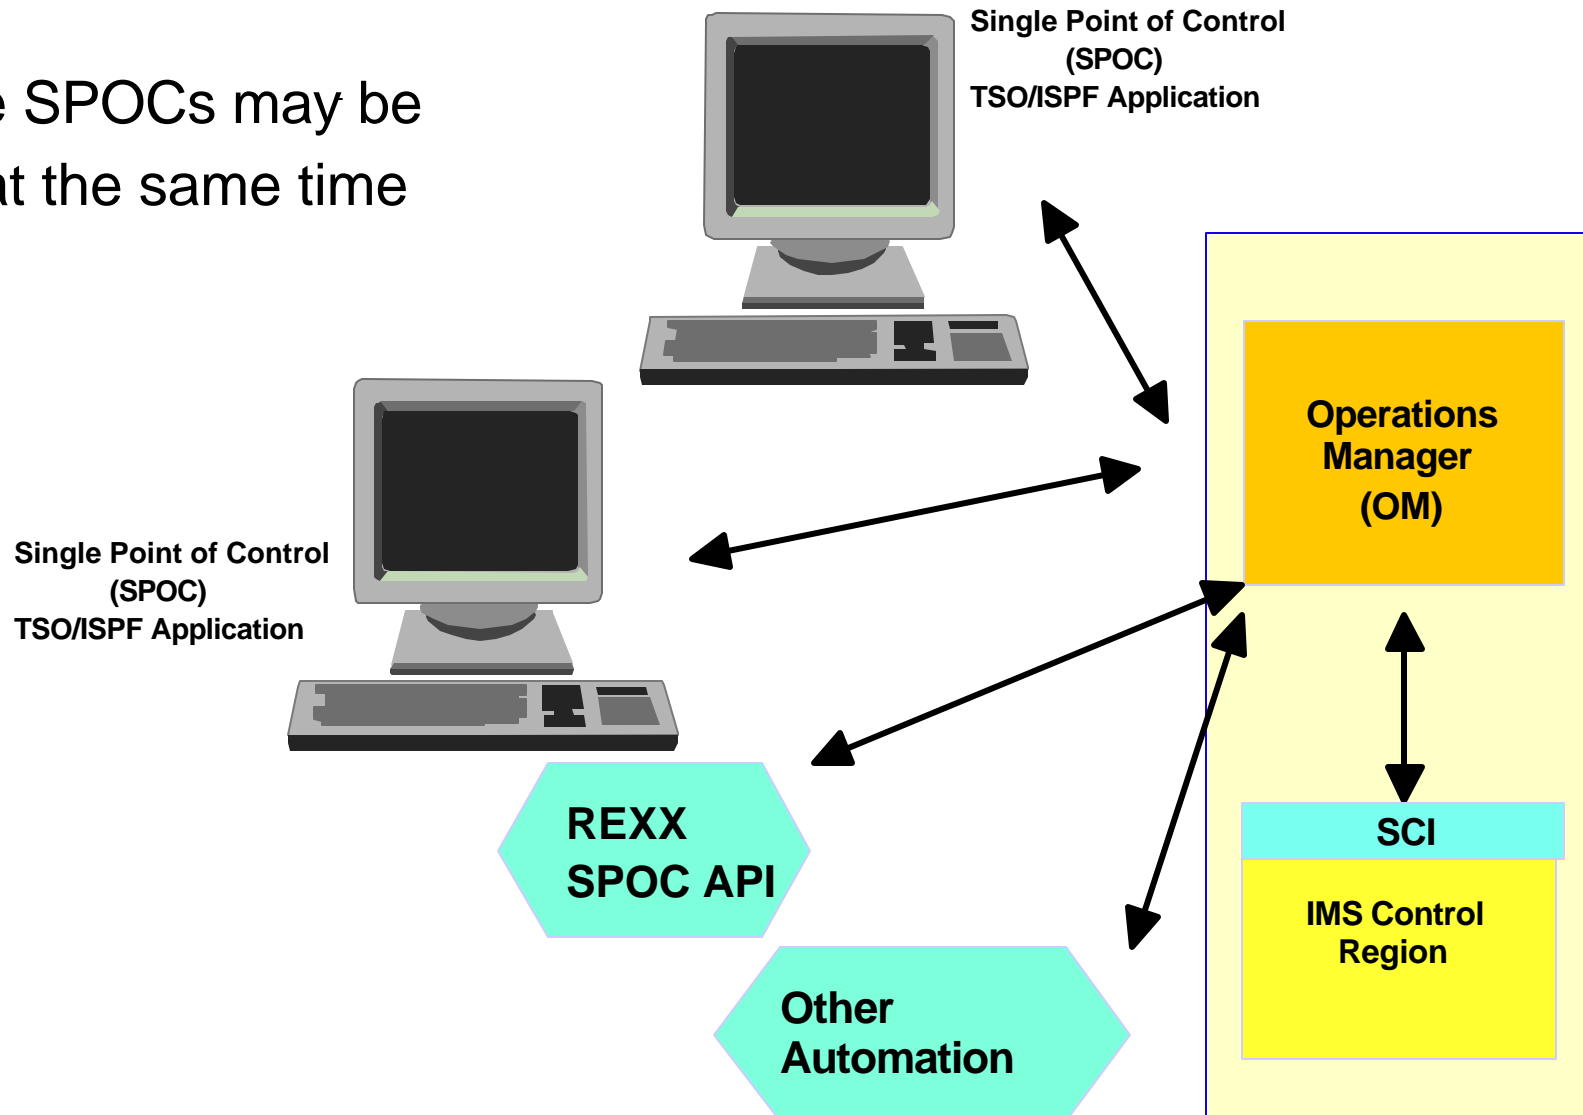 Single Point of Control
(SPOC)
TSO/ISPF Application
SPOCs may be
at the same time
Operations
Manager
(OM)
Single Point of Control
(SPOC)
TSO/ISPF Application
SCI
REXX
SPOC API
IMS Control
Region
Other
Automation